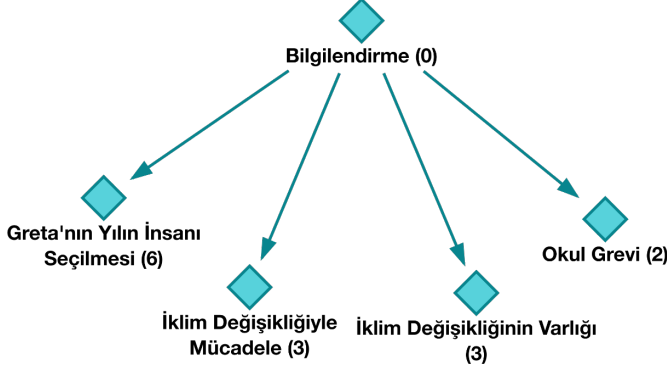 Bilgilendirme (0)
Greta'nın Yılın İnsanı
Seçilmesi (6)
Okul Grevi (2)
İklim Değişikliğiyle
Mücadele (3)
İklim Değişikliğinin Varlığı
(3)